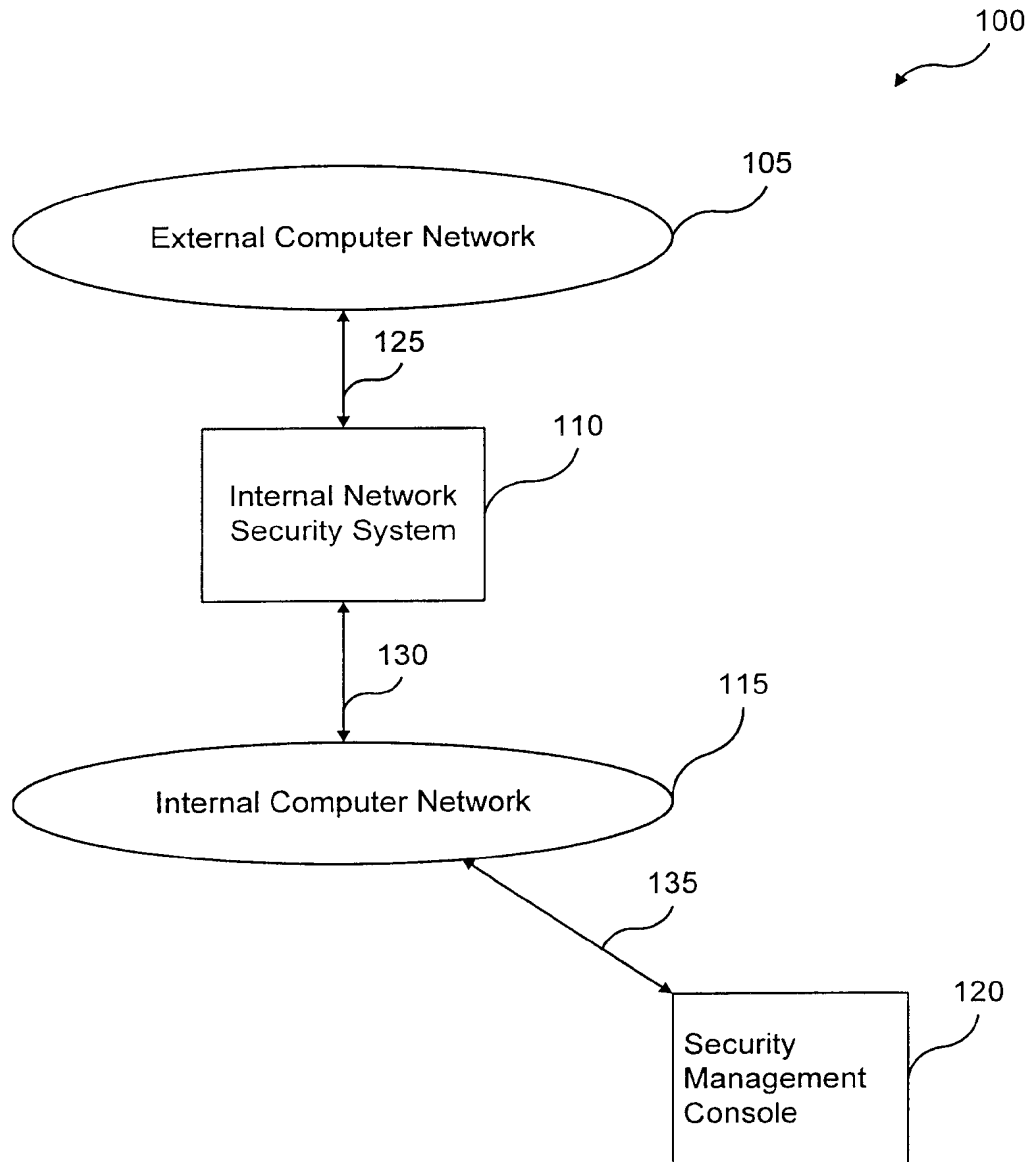 100
105
External Computer Network
125
110
Internal Network
Security System
130
115
Internal Computer Network
135
120
Security
Management
Console